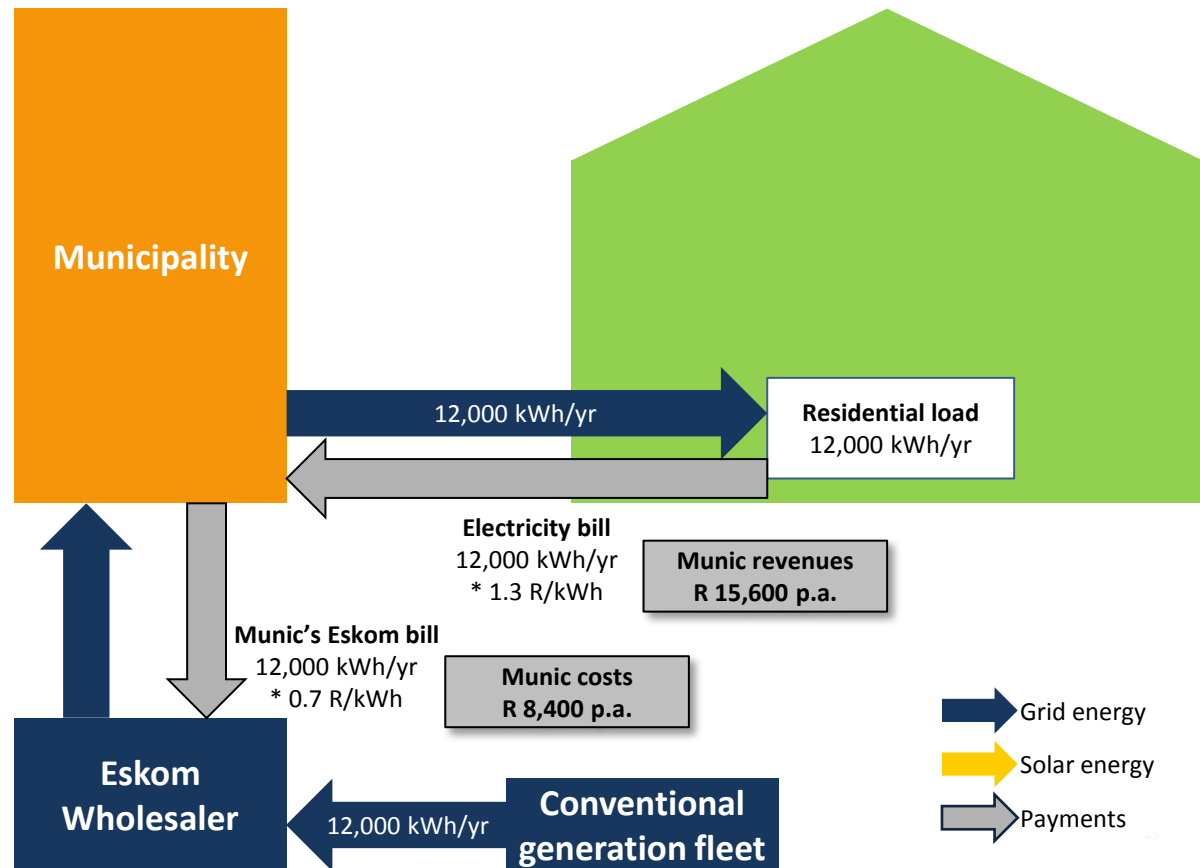 Municipality
12,000 kWh/yr
Residential load
12,000 kWh/yr
Electricity bill
12,000 kWh/yr
* 1.3 R/kWh
Munic revenues
R 15,600 p.a.
Munic’s Eskom bill
12,000 kWh/yr
* 0.7 R/kWh
Munic costs
R 8,400 p.a.
Eskom
Wholesaler
12,000 kWh/yr
Conventional
generation fleet
Grid energy
Solar energy
Payments